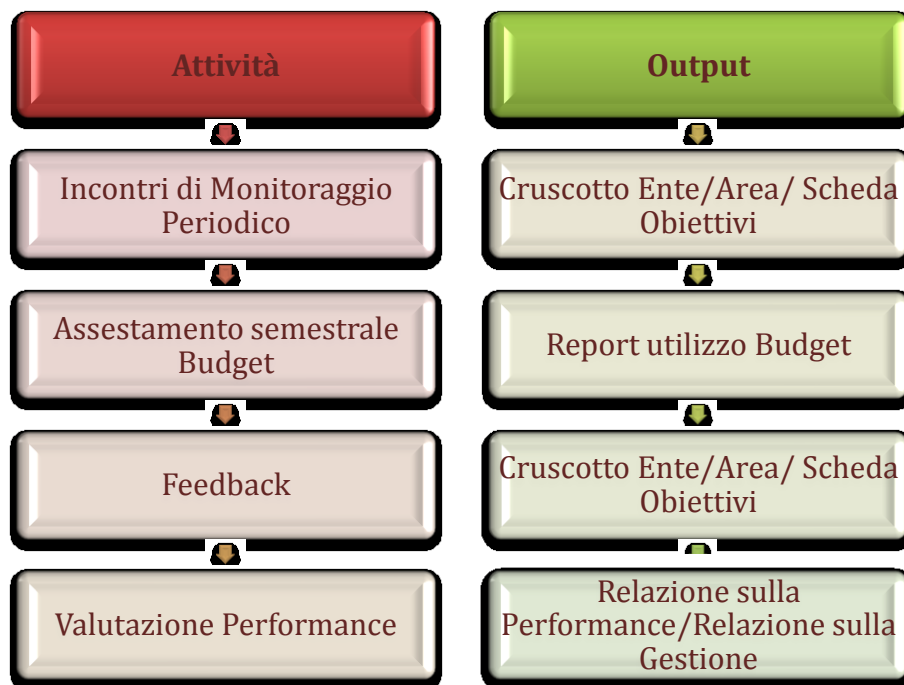 Attività
Incontri di Monitoraggio
Periodico
Assestamento semestrale
Budget
Feedback
Valutazione Performance
Output
Cruscotto Ente/Area/ Scheda
Obiettivi
Report utilizzo Budget
Cruscotto Ente/Area/ Scheda
Obiettivi
Relazione sulla
Performance/Relazione sulla
Gestione